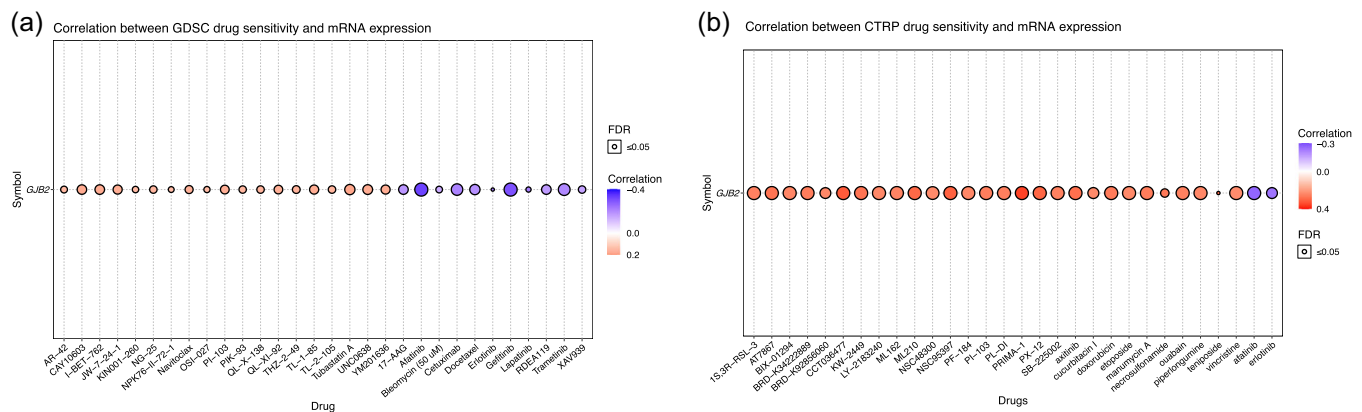 (a)
Correlation between GDSC drug sensitivity and mRNA expression
Symbol
GJB2
AR−42
CAY10603
I−BET−762
JW−7−24−1
KIN001−260
NG−25
NPK76−II−72−1
Navitoclax
OSI−027
PI−103
PIK−93
QL−X−138
QL−XI−92
THZ−2−49
TL−1−85
TL−2−105
Tubastatin A
UNC0638
YM201636
17−AAG
Afatinib
Bleomycin (50 uM)
Cetuximab
Docetaxel
Erlotinib
Gefitinib
Lapatinib
RDEA119
Trametinib
XAV939
Drug
FDR
≤0.05
Correlation
−0.4
0.0
0.2
(b)
Correlation between CTRP drug sensitivity and mRNA expression
Symbol
GJB2
1S,3R−RSL−3
AT7867
BIX−01294
BRD−K34222889
BRD−K92856060
CCT036477
KW−2449
LY−2183240
ML162
ML210
NSC48300
NSC95397
PF−184
PI−103
PL−DI
PRIMA−1
PX−12
SB−225002
axitinib
cucurbitacin I
doxorubicin
etoposide
manumycin A
necrosulfonamide
ouabain
piperlongumine
teniposide
vincristine
afatinib
erlotinib
Drugs
Correlation
−0.3
0.0
0.4
FDR
≤0.05